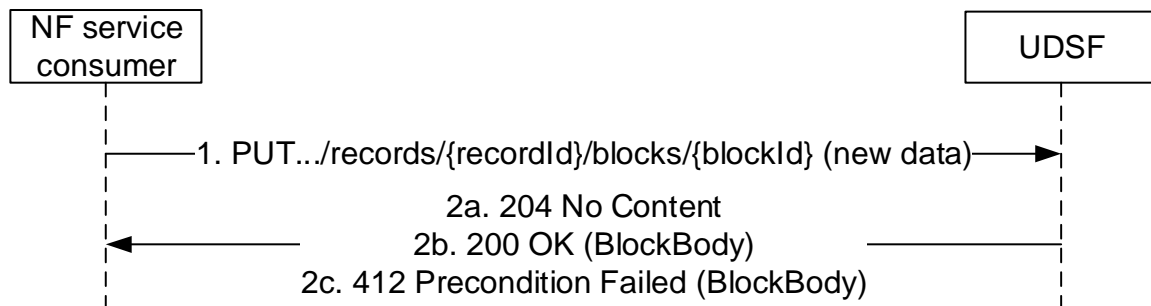 NF service
consumer
UDSF
1. PUT.../records/{recordId}/blocks/{blockId} (new data)
2a. 204 No Content
2b. 200 OK (BlockBody)
2c. 412 Precondition Failed (BlockBody)